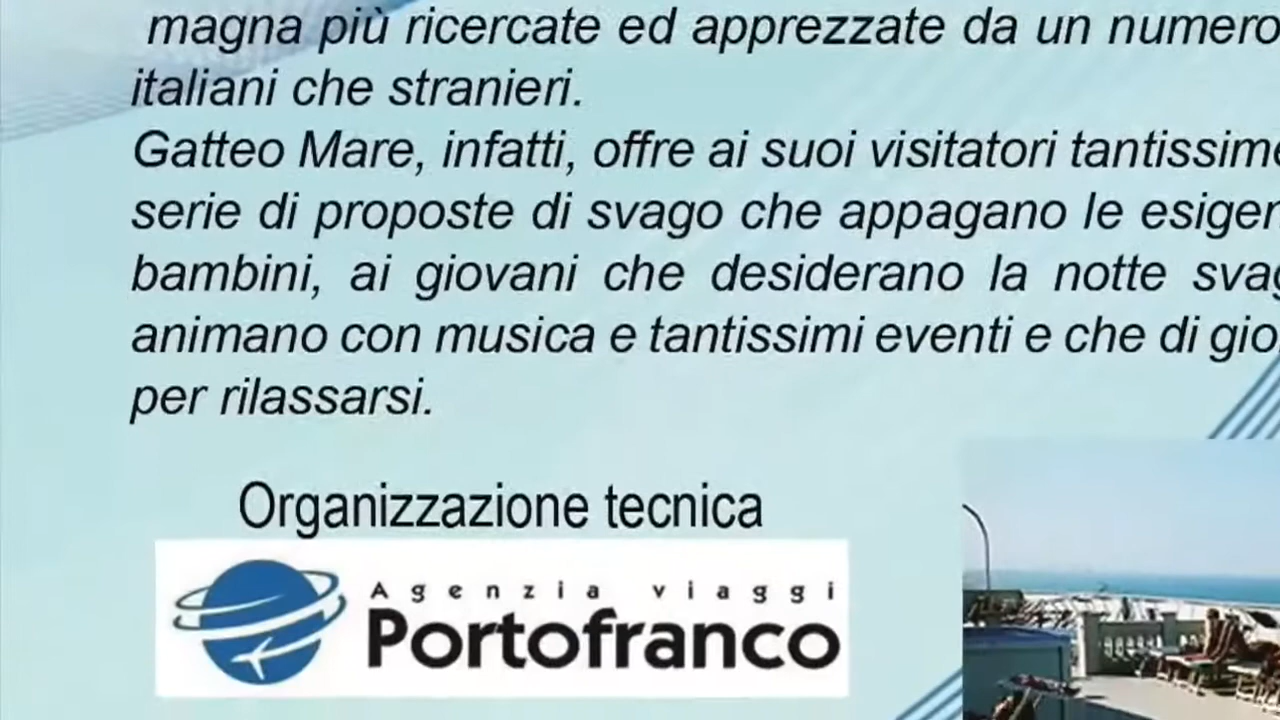 magna più ricercate ed apprezzate da un numero
italiani che stranieri.
Gatteo Mare, infatti, offre ai suoi visitatori tantissime
serie di proposte di svago che appagano le esigen
bambini, ai giovani che desiderano la notte svag
animano con musica e tantissimi eventi e che di gio
per rilassarsi.
Organizzazione tecnica
Agenzia viaggi
Portofranco